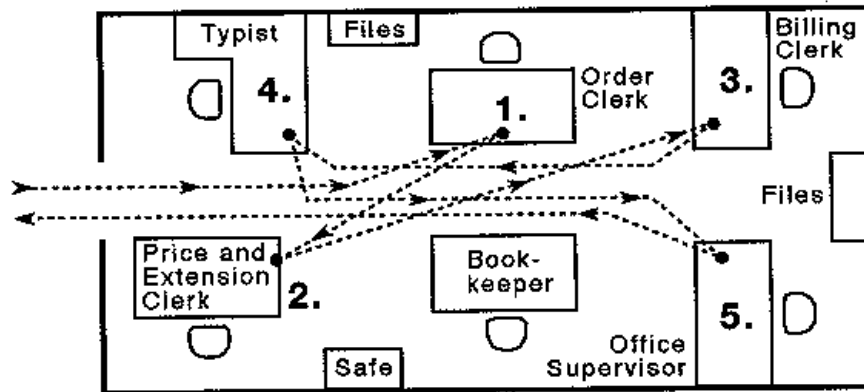 Typist
Files
Billing
Clerk
4.
1.
Order
Clerk
3.
Files
Price and
Extension
Clerk
2.
Book-
keeper
5.
Safe
Office
Supervisor